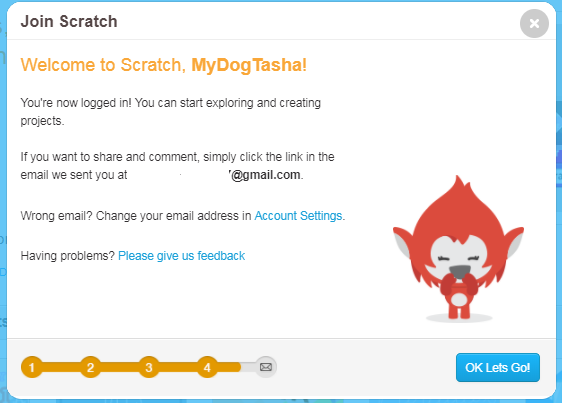 Join Scratch
Welcome to Scratch, MyDogTasha!
You're now logged in! You can start exploring and creating
projects.
If you want to share and comment, simply click the link in the
email we sent you at @gmail.com.
Wrong email? Change your email address in Account Settings.
Having problems? Please give us feedback
1 2 3 4
OK Lets Go!